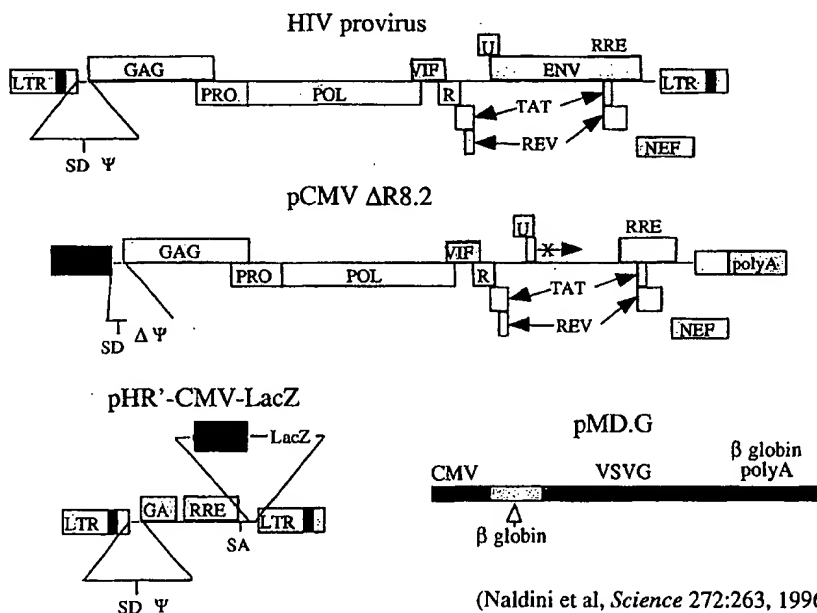 HIV provirus
U RRE
GAG VIF ENV
LTR LTR
PRO POL R TAT
REV NEF
SD Ψ
pCMV ΔR8.2
U RRE
GAG VIF X
polyA
PRO POL R TAT
REV NEF
SD Δ Ψ
pHR'-CMV-LacZ
LacZ
pMD.G
β globin
CMV VSVG polyA
GA RRE
LTR LTR
SA
β globin
SD Ψ
(Naldini et al, Science 272:263, 1996